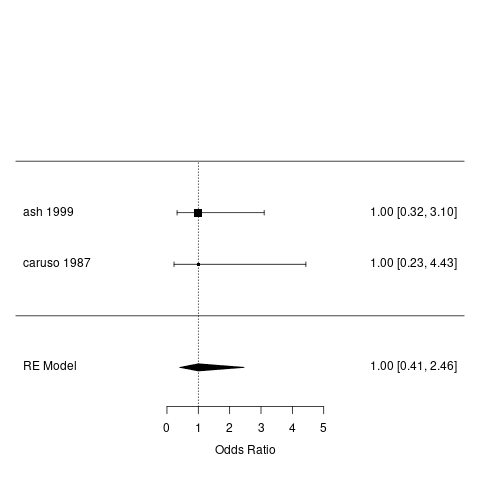 ash 1999 1.00 [0.32, 3.10]
caruso 1987 1.00 [0.23, 4.43]
RE Model 1.00 [0.41, 2.46]
0 1 2 3 4 5
Odds Ratio